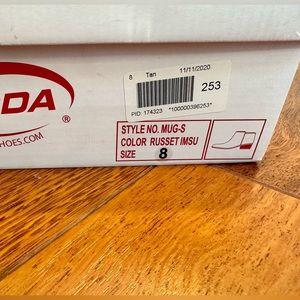 8 Tan 11/11/2020
253
PID 174323 *100000396253*
DA ®
HOES.COM
STYLE NO. MUG-S
COLOR RUSSET IMSU
SIZE 8